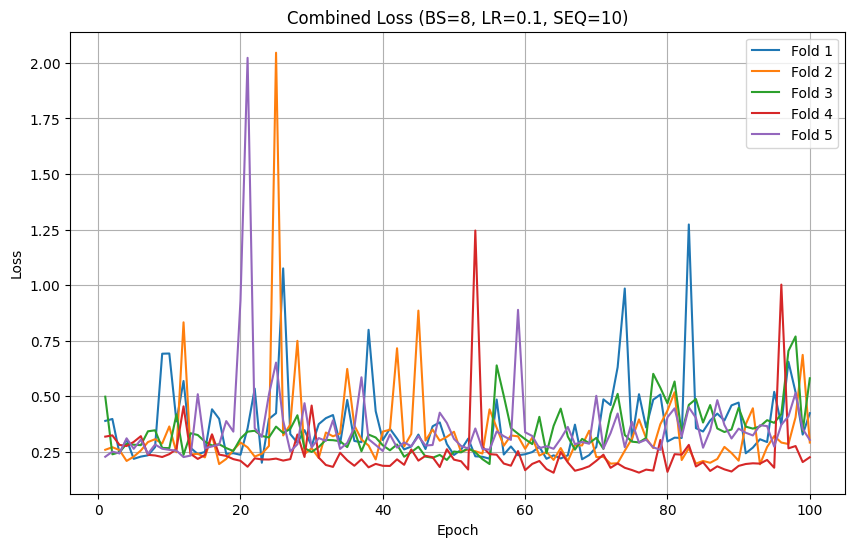 Combined Loss (BS=8, LR=0.1, SEQ=10)
Loss
2.00
1.75
1.50
1.25
1.00
0.75
0.50
0.25
Fold 1
Fold 2
Fold 3
Fold 4
Fold 5
0 20 40 60 80 100
Epoch